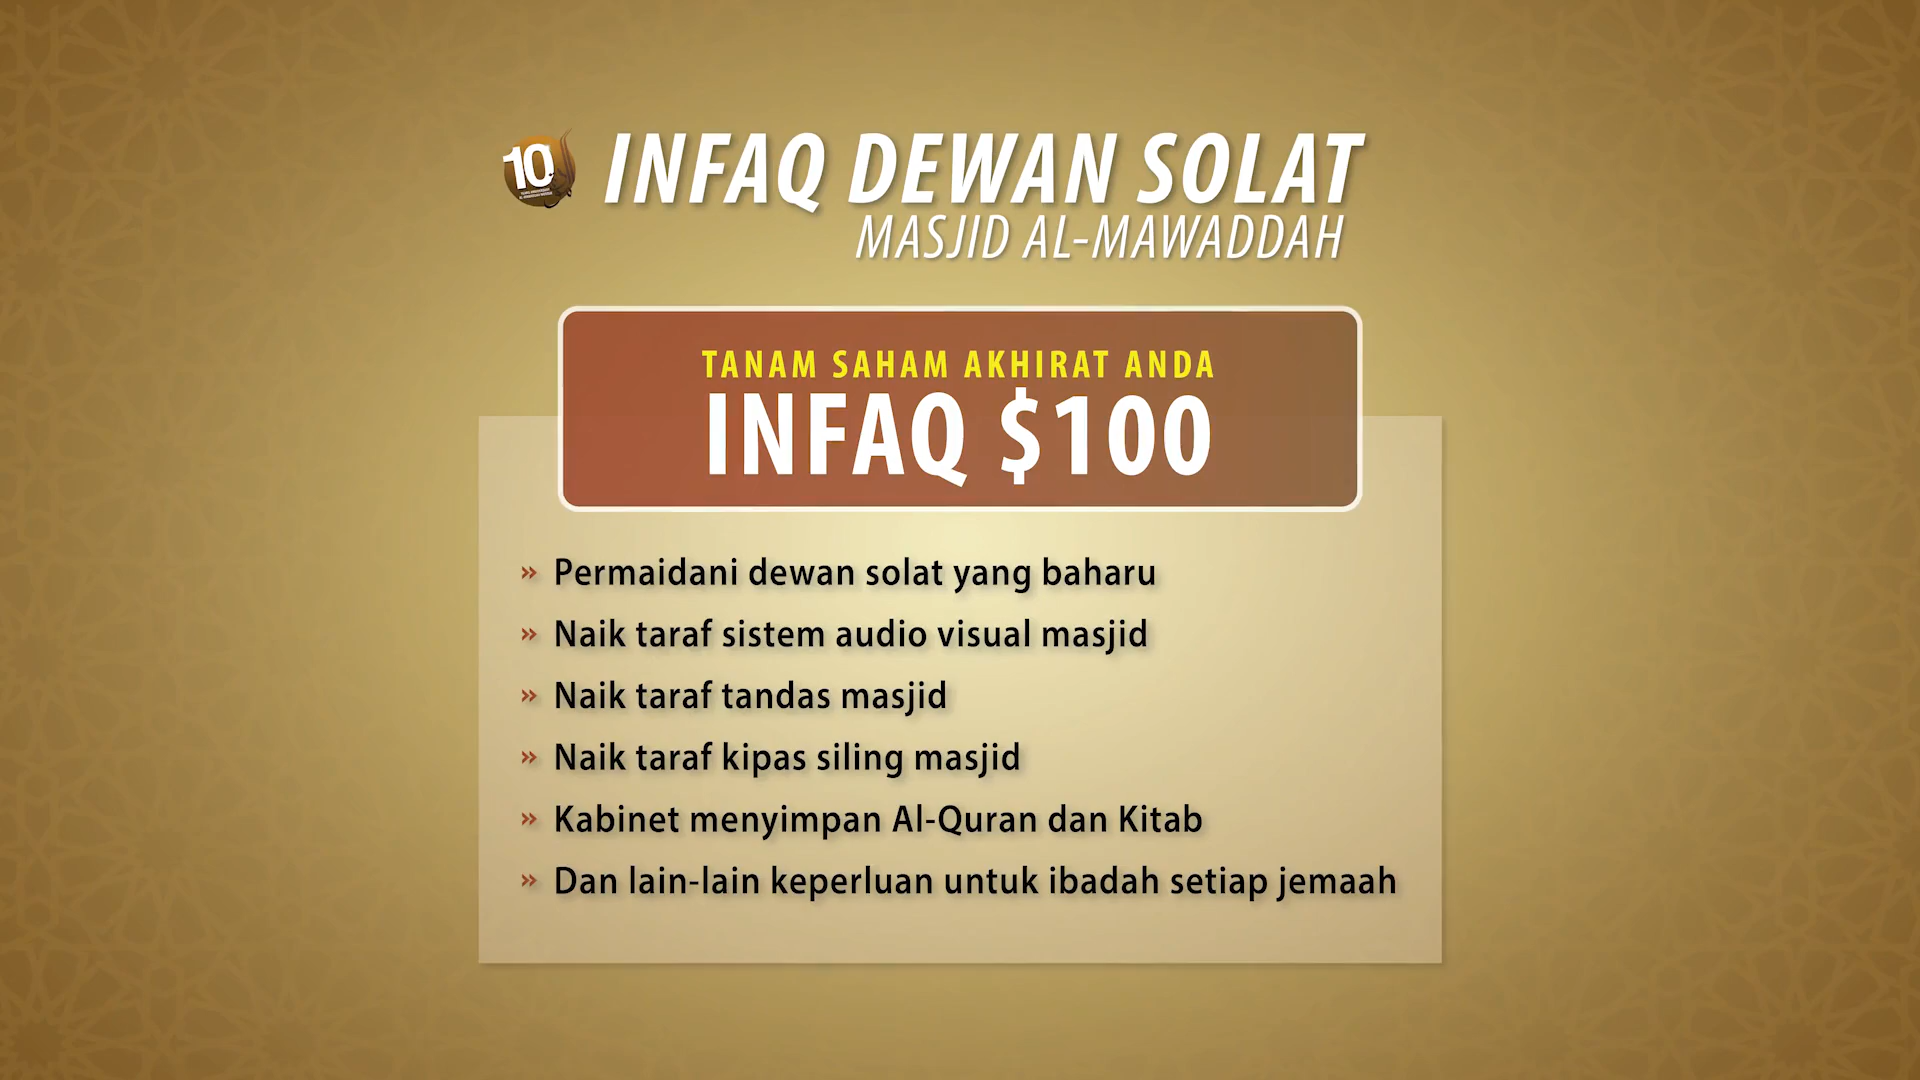 10
INFAQ DEWAN SOLAT
MASJID AL-MAWADDAH
TANAM SAHAM AKHIRAT ANDA
INFAQ $100
» Permaidani dewan solat yang baharu
» Naik taraf sistem audio visual masjid
» Naik taraf tandas masjid
» Naik taraf kipas siling masjid
» Kabinet menyimpan Al-Quran dan Kitab
» Dan lain-lain keperluan untuk ibadah setiap jemaah